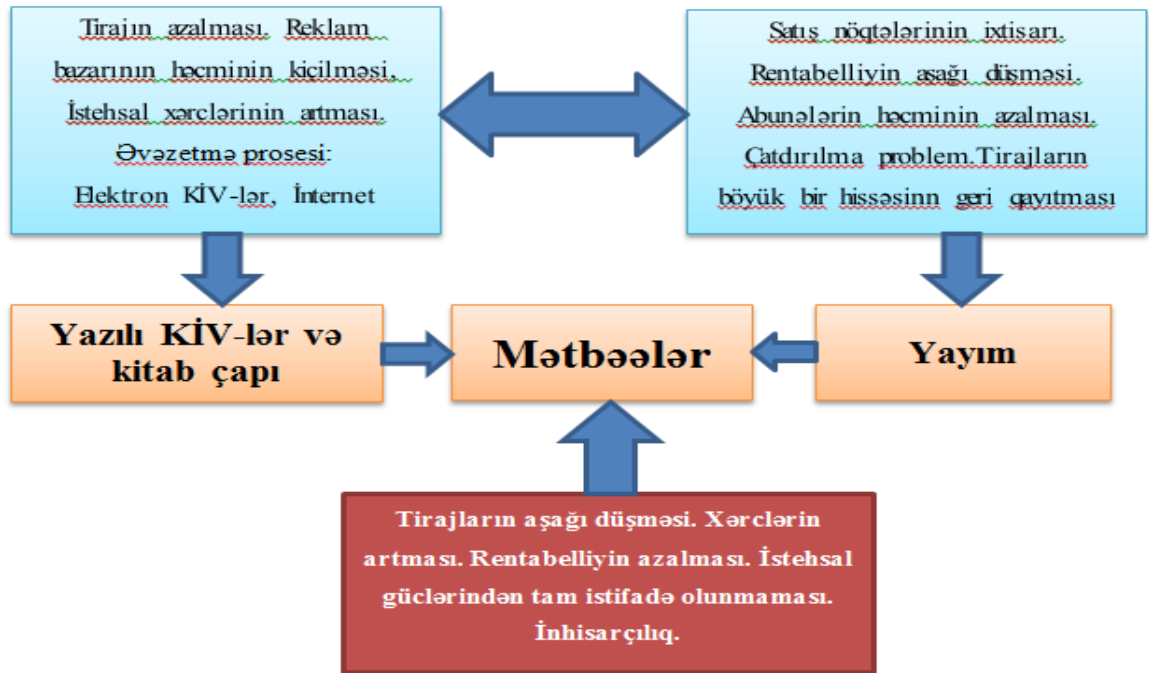 Tirajın azalması. Reklam
bazarının həcminin kiçilməsi,
İstehsal xərclərinin artması.
Əvəzetmə prosesi:
Elektron KİV-lər, İnternet
Satış nöqtələrinin ixtisarı.
Rentabelliyin aşağı düşməsi.
Abunələrin həcminin azalması.
Çatdırılma problem.Tirajların
böyük bir hissəsinn geri qayıtması
Yazılı KİV-lər və
kitab çapı
Mətbəələr
Yayım
Tirajların aşağı düşməsi. Xərclərin
artması. Rentabelliyin azalması. İstehsal
güclərindən tam istifadə olunmaması.
İnhisarçılıq.